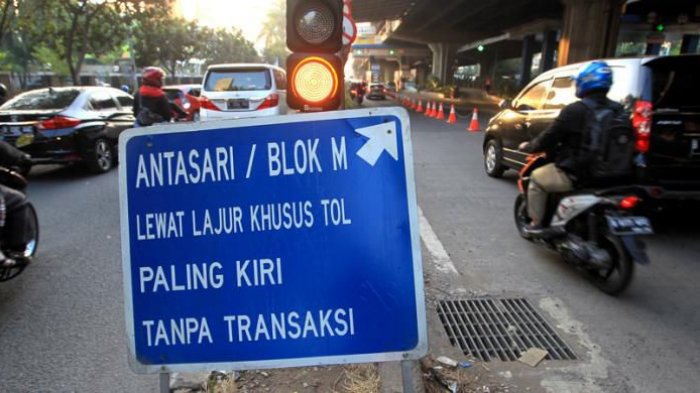 ANTASARI / BLOK M
LEWAT LAJUR KHUSUS TOL
PALING KIRI
TANPA TRANSAKSI